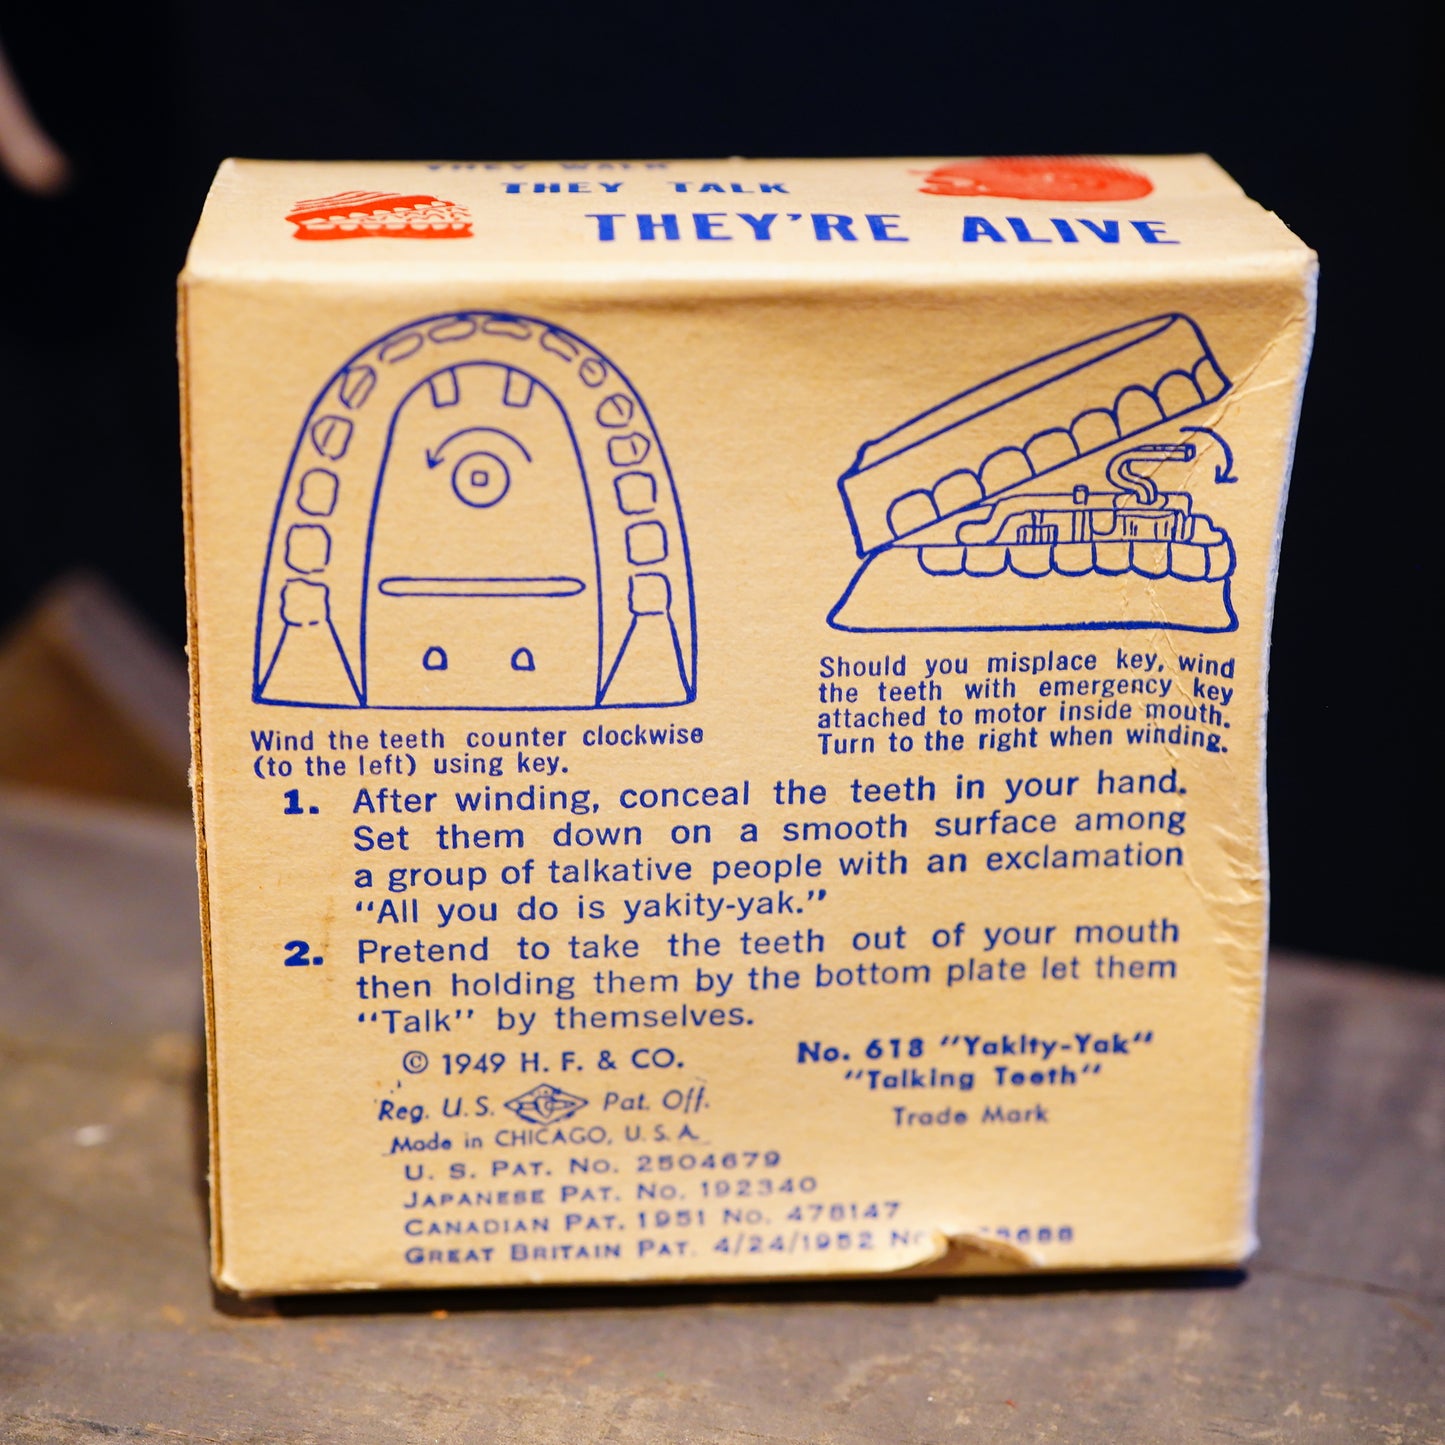 THEY WALK
THEY TALK
THEY'RE ALIVE
Wind the teeth counter clockwise
(to the left) using key.
Should you misplace key, wind
the teeth with emergency key
attached to motor inside mouth.
Turn to the right when winding.
1. After winding, conceal the teeth in your hand.
Set them down on a smooth surface among
a group of talkative people with an exclamation
“All you do is yakity-yak.”
2. Pretend to take the teeth out of your mouth
then holding them by the bottom plate let them
“Talk” by themselves.
© 1949 H. F. & CO.
Reg. U.S. Pat. Off.
Made in CHICAGO, U.S.A.
U. S. PAT. No. 2504679
JAPANESE PAT. No. 192340
CANADIAN PAT. 1951 No. 478147
GREAT BRITAIN PAT. 4/24/1952
No. 618 “Yakity-Yak”
“Talking Teeth”
Trade Mark